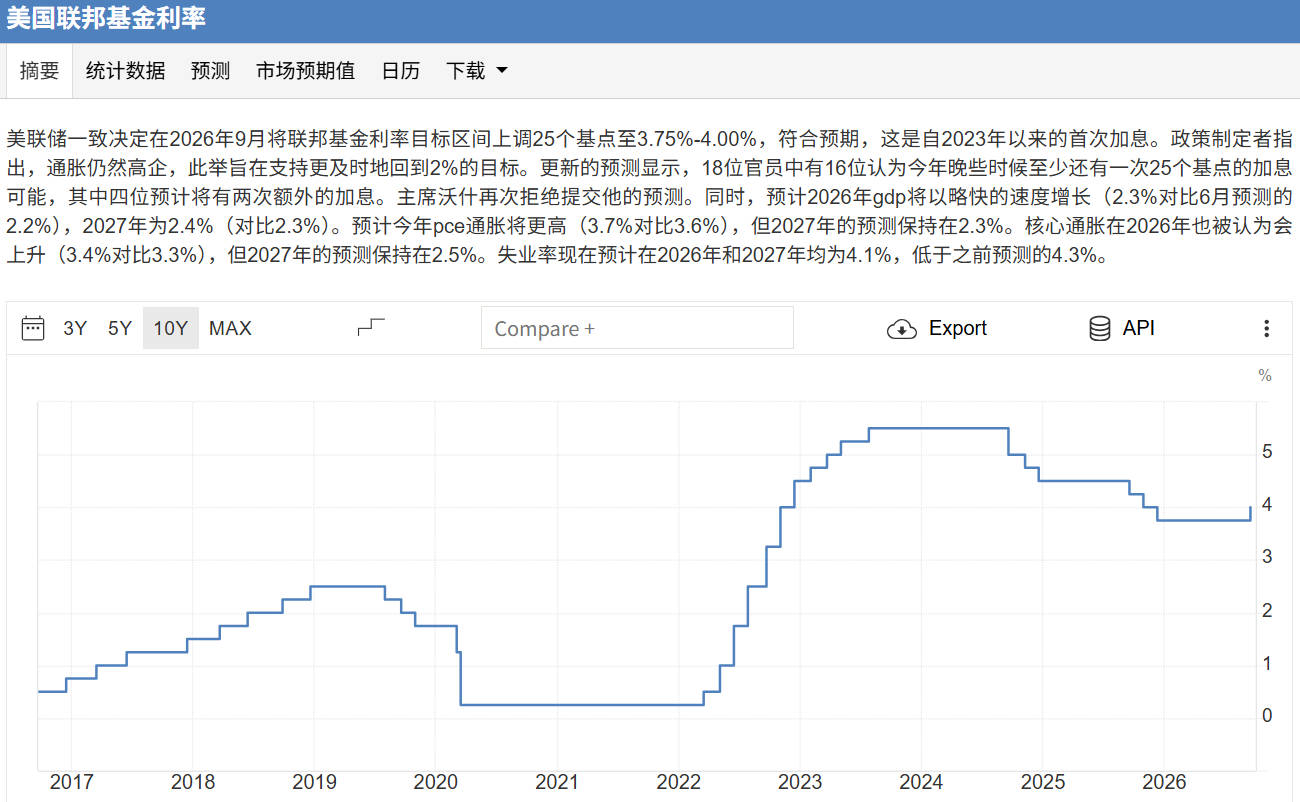 美国联邦基金利率
摘要 统计数据 预测 市场预期值 日历 下载
美联储一致决定在2026年9月将联邦基金利率目标区间上调25个基点至3.75%-4.00%，符合预期，这是自2023年以来的首次加息。政策制定者指
出，通胀仍然高企，此举旨在支持更及时地回到2%的目标。更新的预测显示，18位官员中有16位认为今年晚些时候至少还有一次25个基点的加息
可能，其中四位预计将有两次额外的加息。主席沃什再次拒绝提交他的预测。同时，预计2026年gdp将以略快的速度增长（2.3%对比6月预测的
2.2%），2027年为2.4%（对比2.3%）。预计今年pce通胀将更高（3.7%对比3.6%），但2027年的预测保持在2.3%。核心通胀在2026年也被认为会
上升（3.4%对比3.3%），但2027年的预测保持在2.5%。失业率现在预计在2026年和2027年均为4.1%，低于之前预测的4.3%。
3Y 5Y 10Y MAX Compare + Export API
%
5
4
3
2
1
0
2017 2018 2019 2020 2021 2022 2023 2024 2025 2026